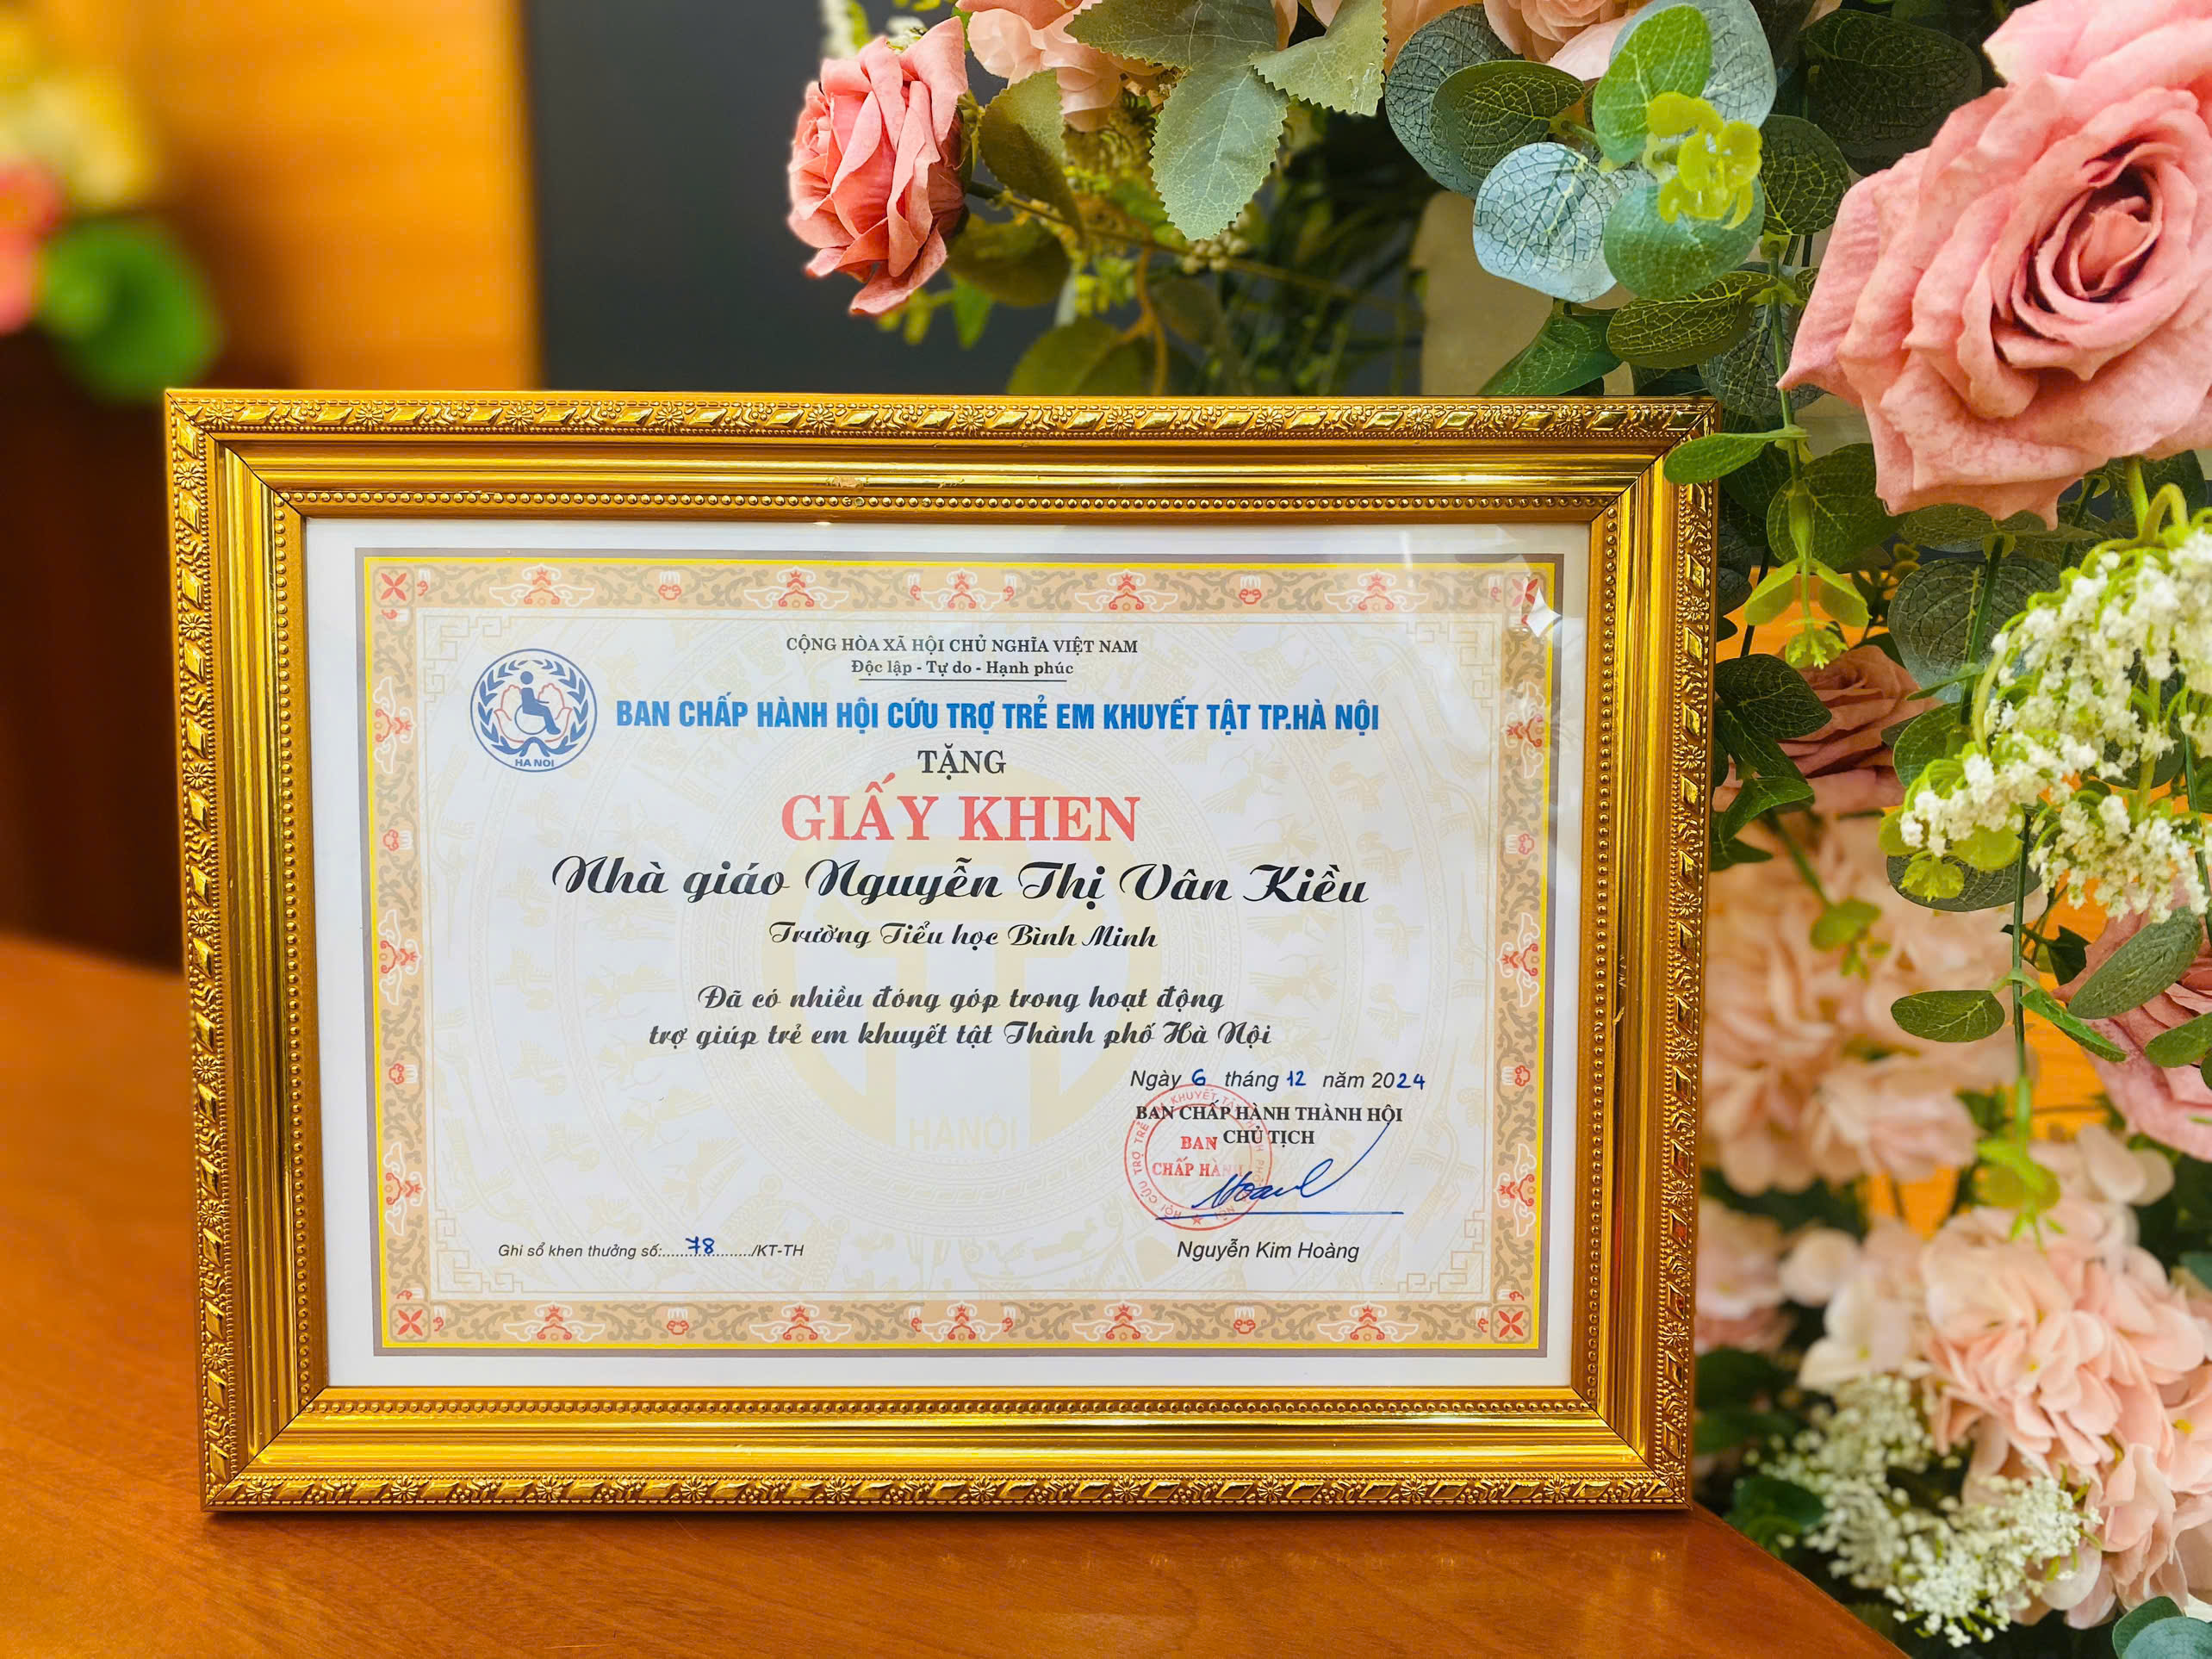 CỘNG HÒA XÃ HỘI CHỦ NGHĨA VIỆT NAM
Độc lập - Tự do - Hạnh phúc
HA NOI
BAN CHẤP HÀNH HỘI CỨU TRỢ TRẺ EM KHUYẾT TẬT TP.HÀ NỘI
TẶNG
GIẤY KHEN
Nhà giáo Nguyễn Thị Vân Kiều
Trường Tiểu học Bình Minh
Đã có nhiều đóng góp trong hoạt động
trợ giúp trẻ em khuyết tật Thành phố Hà Nội
HANỘI
Ngày 6 tháng 12 năm 2024
BAN CHẤP HÀNH THÀNH HỘI
CHỦ TỊCH
BAN
CHẤP HÀNH
Nguyễn Kim Hoàng
Ghi sổ khen thưởng số:......78........./KT-TH